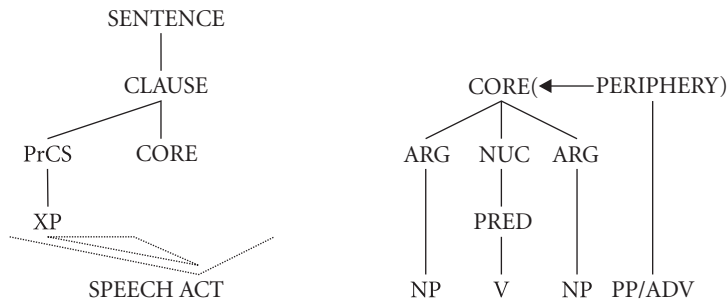 SENTENCE
CLAUSE CORE( PERIPHERY)
PrCS CORE ARG NUC ARG
XP PRED
SPEECH ACT NP V NP PP/ADV